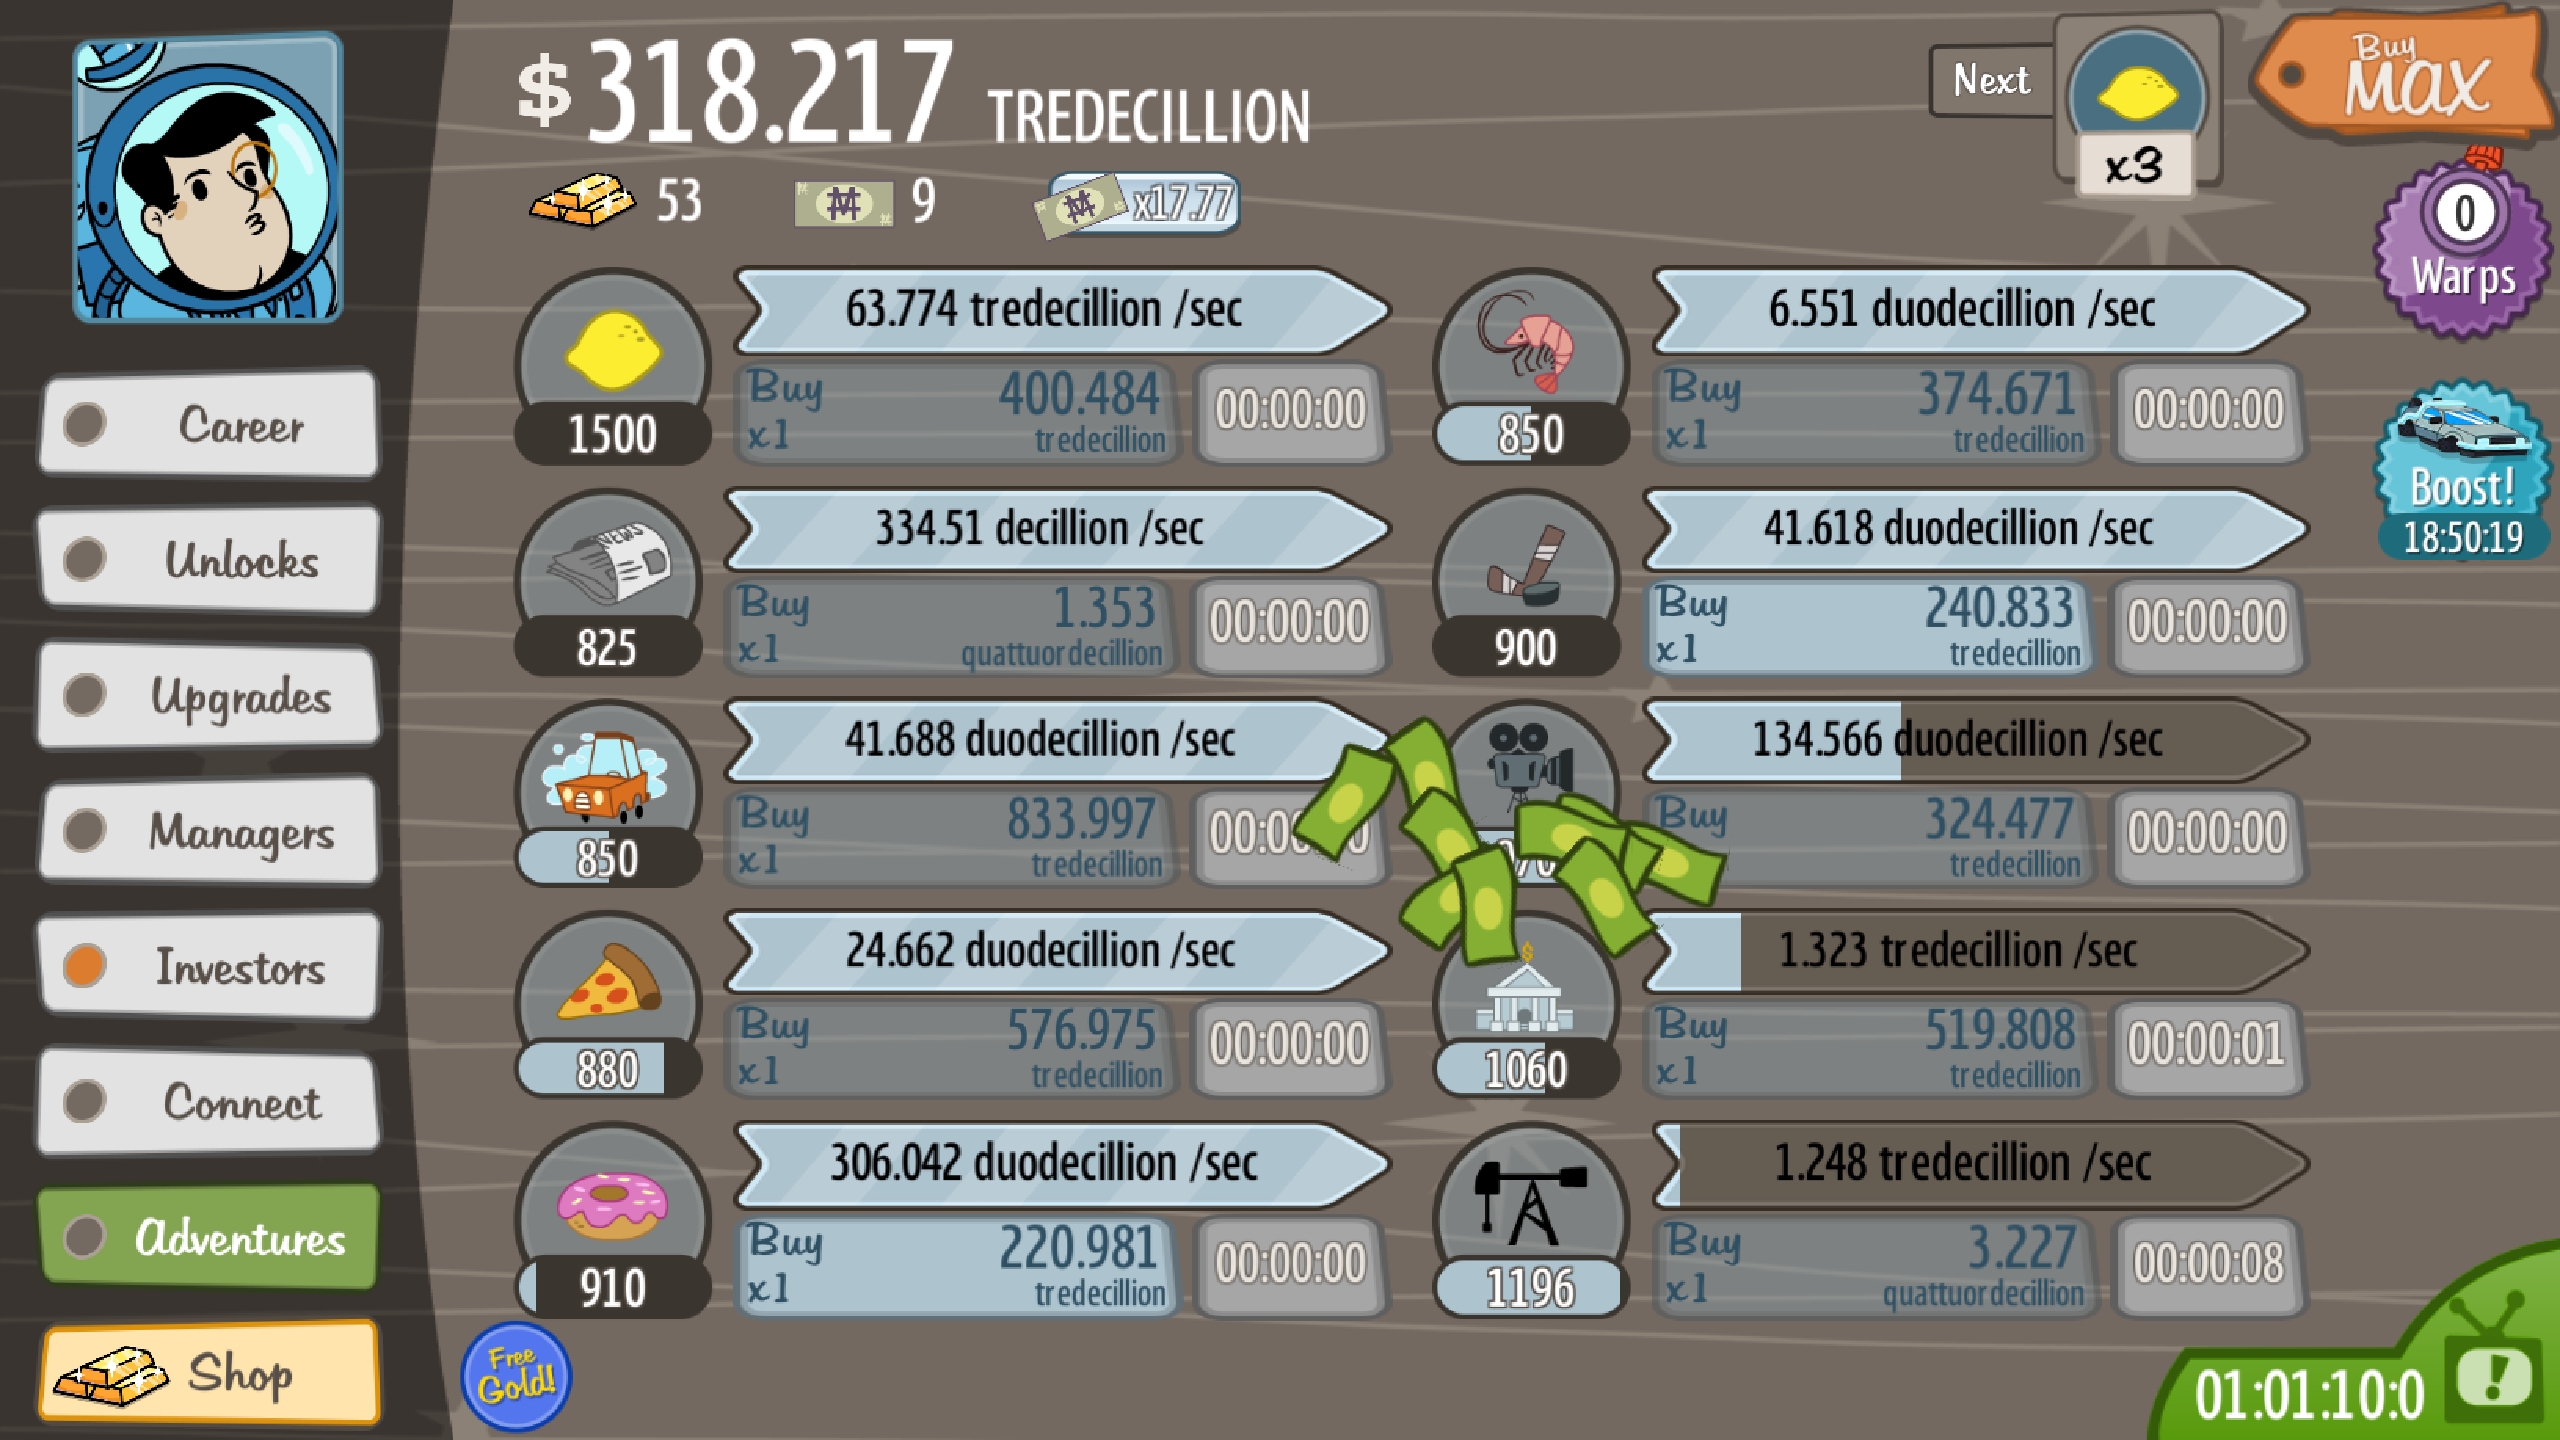 $318.217 TREDECILLION
Next
x3
Buy
MAX
53
9
x17.77
0
Warps
Boost!
18:50:19
Career
Unlocks
Upgrades
Managers
Investors
Connect
Adventures
Shop
63.774 tredecillion /sec
1500
Buy
x1
400.484
tredecillion
00:00:00
6.551 duodecillion /sec
850
Buy
x1
374.671
tredecillion
00:00:00
NEWS
334.51 decillion /sec
825
Buy
x1
1.353
quattuordecillion
00:00:00
41.618 duodecillion /sec
900
Buy
x1
240.833
tredecillion
00:00:00
41.688 duodecillion /sec
850
Buy
x1
833.997
tredecillion
134.566 duodecillion /sec
Buy
x1
324.477
tredecillion
00:00:00
24.662 duodecillion /sec
880
Buy
x1
576.975
tredecillion
00:00:00
$
1.323 tredecillion /sec
1060
Buy
x1
519.808
tredecillion
00:00:01
306.042 duodecillion /sec
910
Buy
x1
220.981
tredecillion
00:00:00
1.248 tredecillion /sec
1196
Buy
x1
3.227
quattuordecillion
00:00:08
Free
Gold!
01:01:10:0
!